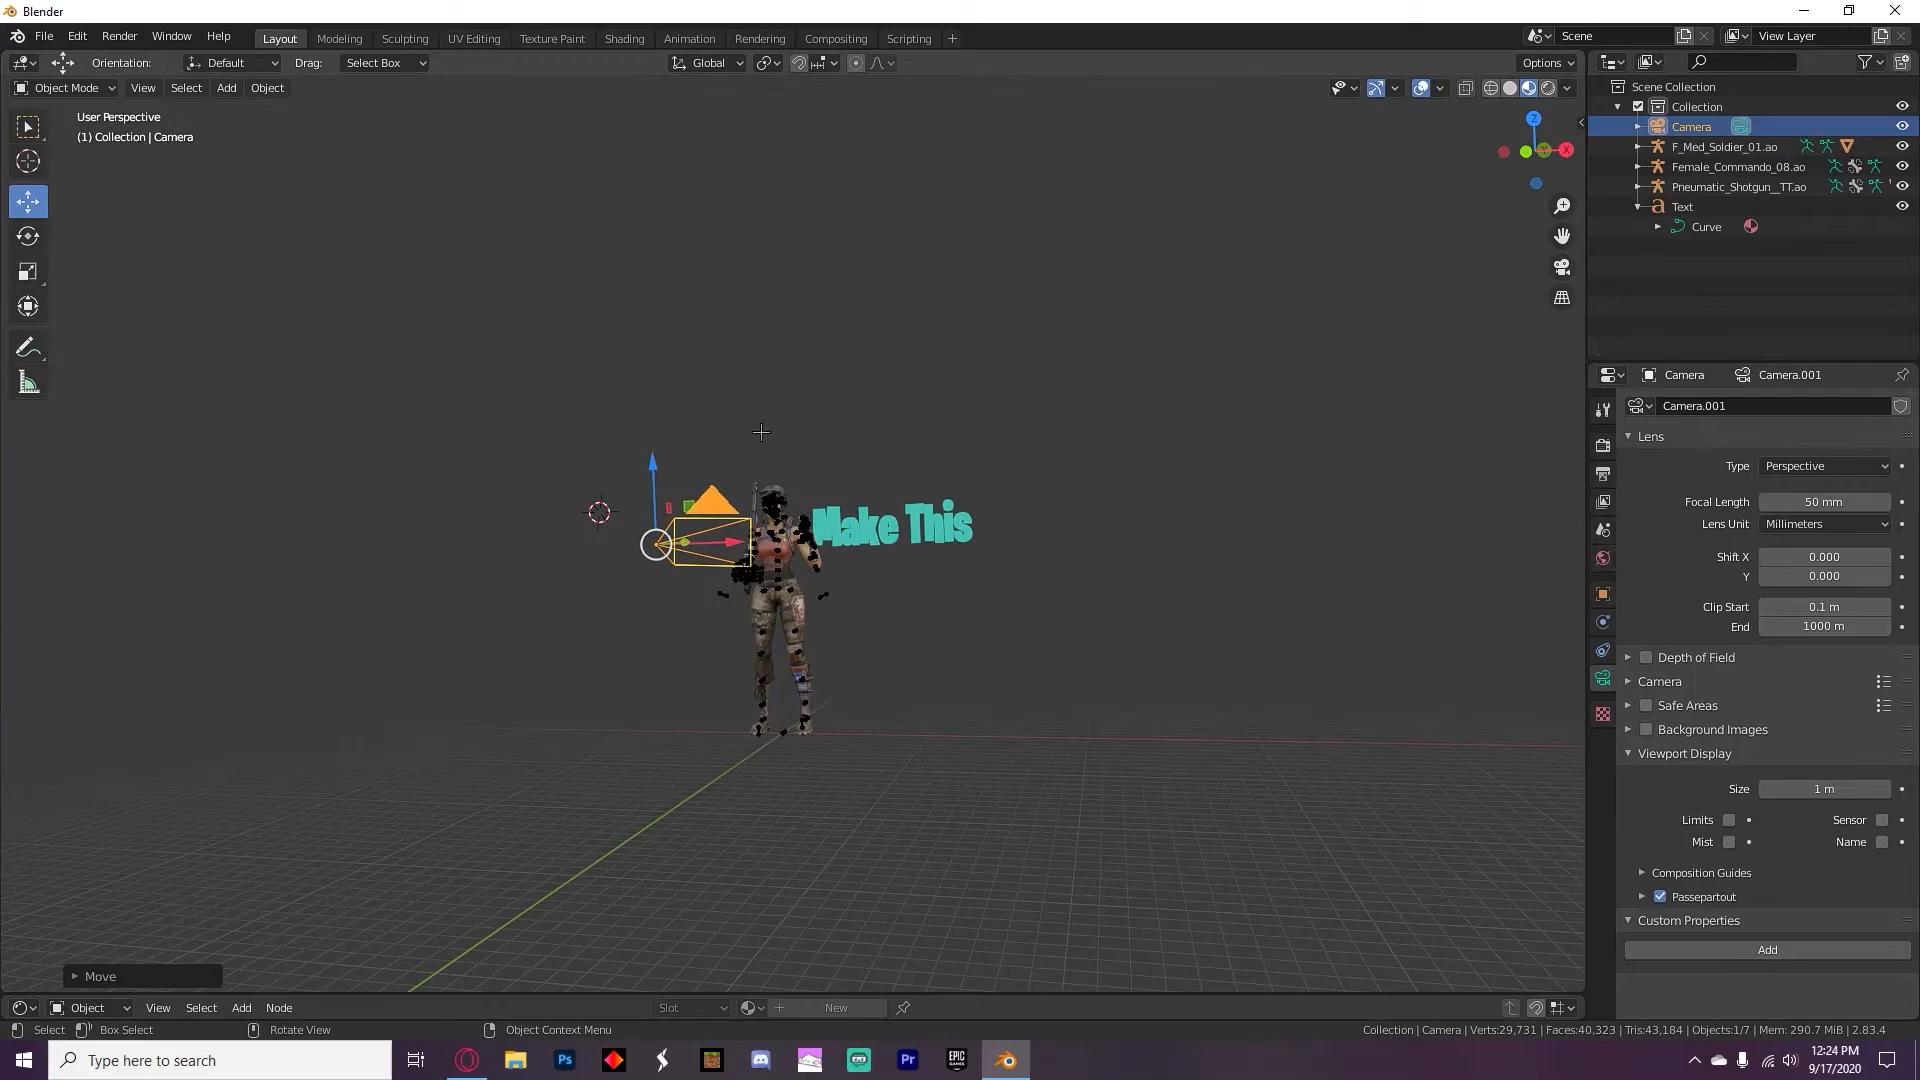 Blender
File Edit Render Window Help
Layout Modeling Sculpting UV Editing Texture Paint Shading Animation Rendering Compositing Scripting
Scene
View Layer
Orientation: Default Drag: Select Box
Global
Options
Object Mode View Select Add Object
User Perspective
(1) Collection | Camera
Z
X
Scene Collection
Collection
Camera
F_Med_Soldier_01.ao
Female_Commando_08.ao
Pneumatic_Shotgun__TT.ao
Text
Curve
Make This
Camera Camera.001
Camera.001
Lens
Type Perspective
Focal Length 50 mm
Lens Unit Millimeters
Shift X 0.000
Y 0.000
Clip Start 0.1 m
End 1000 m
Depth of Field
Camera
Safe Areas
Background Images
Viewport Display
Size 1 m
Limits Sensor
Mist Name
Composition Guides
Passepartout
Custom Properties
Add
Move
Object View Select Add Node
Slot
New
Select Box Select Rotate View Object Context Menu
Collection | Camera | Verts:29,731 | Faces:40,323 | Tris:43,184 | Objects:1/7 | Mem: 290.7 MiB | 2.83.4
Type here to search
Ps
Pr
EPIC GAMES
12:24 PM
9/17/2020